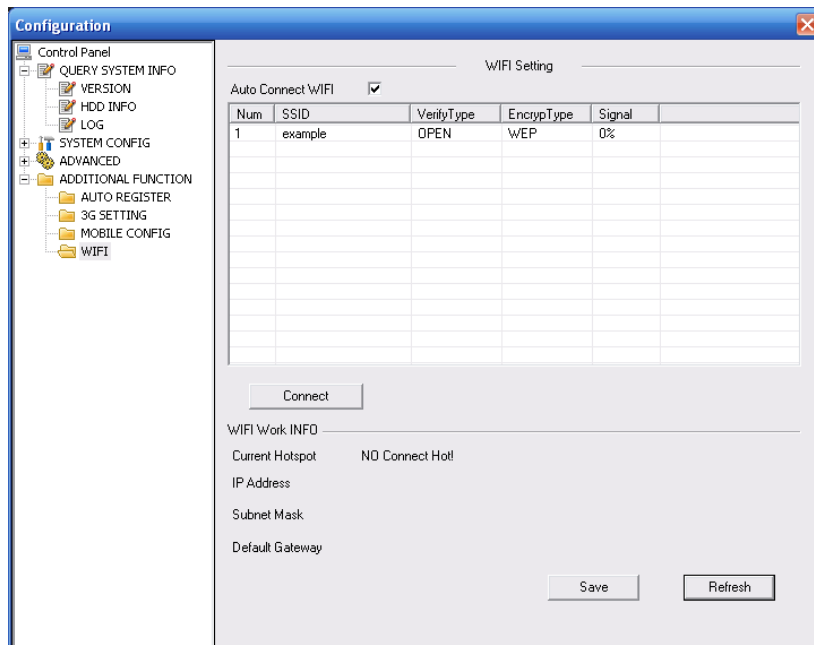 Configuration
Control Panel
QUERY SYSTEM INFO
VERSION
HDD INFO
LOG
SYSTEM CONFIG
ADVANCED
ADDITIONAL FUNCTION
AUTO REGISTER
3G SETTING
MOBILE CONFIG
WIFI
WIFI Setting
Auto Connect WIFI
Num SSID VerifyType EncrypType Signal
1 example OPEN WEP 0%
Connect
WIFI Work INFO
Current Hotspot NO Connect Hot!
IP Address
Subnet Mask
Default Gateway
Save Refresh